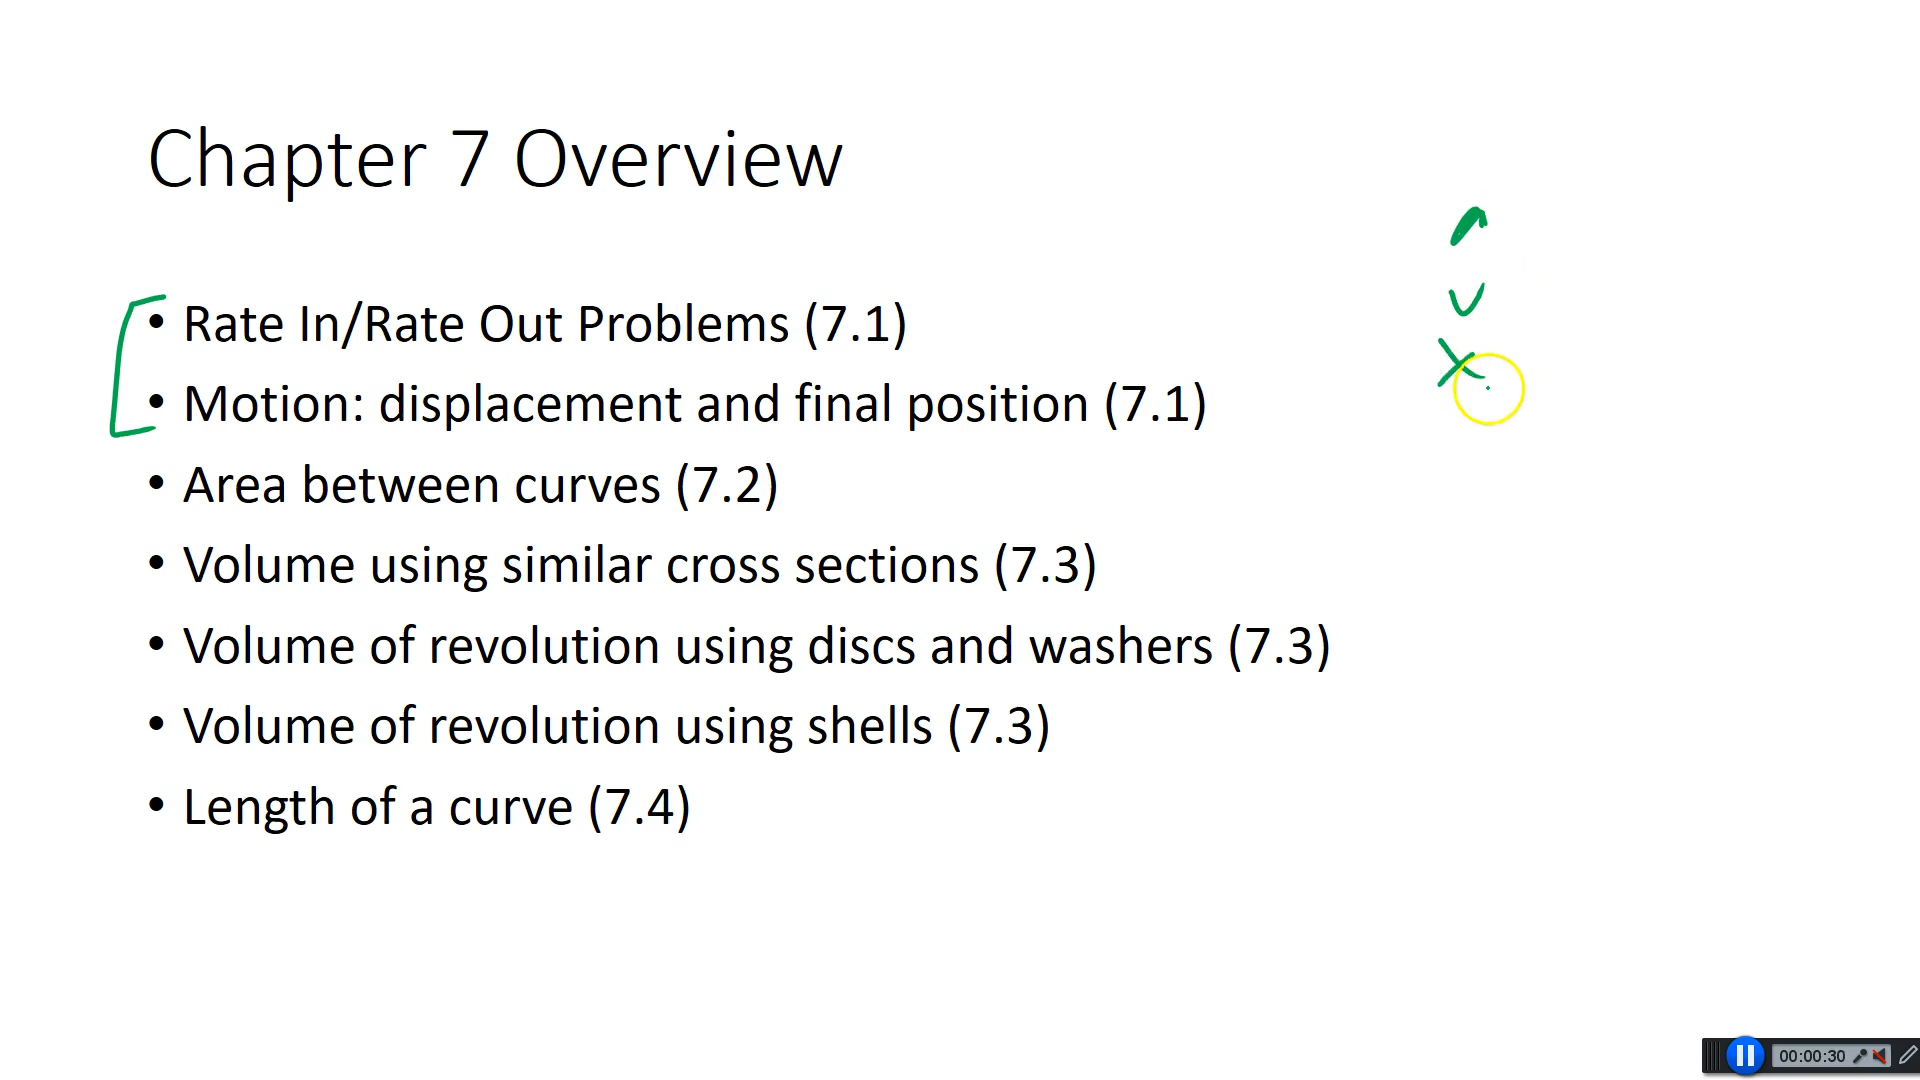 Chapter 7 Overview
• Rate In/Rate Out Problems (7.1)
• Motion: displacement and final position (7.1)
• Area between curves (7.2)
• Volume using similar cross sections (7.3)
• Volume of revolution using discs and washers (7.3)
• Volume of revolution using shells (7.3)
• Length of a curve (7.4)
v
x
00:00:30